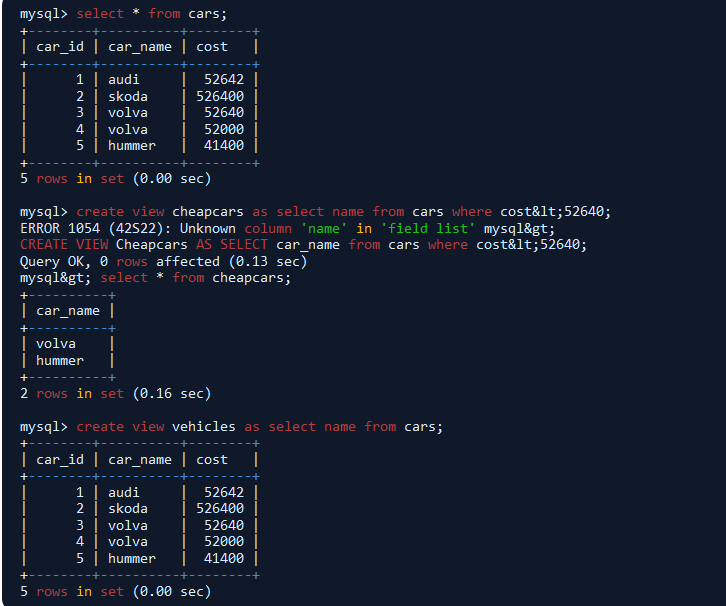 mysql> select * from cars;
+--------+----------+--------+
| car_id | car_name | cost   |
+--------+----------+--------+
|      1 | audi     |  52642 |
|      2 | skoda    | 526400 |
|      3 | volva    |  52640 |
|      4 | volva    |  52000 |
|      5 | hummer   |  41400 |
+--------+----------+--------+
5 rows in set (0.00 sec)

mysql> create view cheapcars as select name from cars where cost&lt;52640;
ERROR 1054 (42S22): Unknown column 'name' in 'field list' mysql&gt;
CREATE VIEW Cheapcars AS SELECT car_name from cars where cost&lt;52640;
Query OK, 0 rows affected (0.13 sec)
mysql&gt; select * from cheapcars;
+----------+
| car_name |
+----------+
| volva    |
| hummer   |
+----------+
2 rows in set (0.16 sec)

mysql> create view vehicles as select name from cars;
+--------+----------+--------+
| car_id | car_name | cost   |
+--------+----------+--------+
|      1 | audi     |  52642 |
|      2 | skoda    | 526400 |
|      3 | volva    |  52640 |
|      4 | volva    |  52000 |
|      5 | hummer   |  41400 |
+--------+----------+--------+
5 rows in set (0.00 sec)